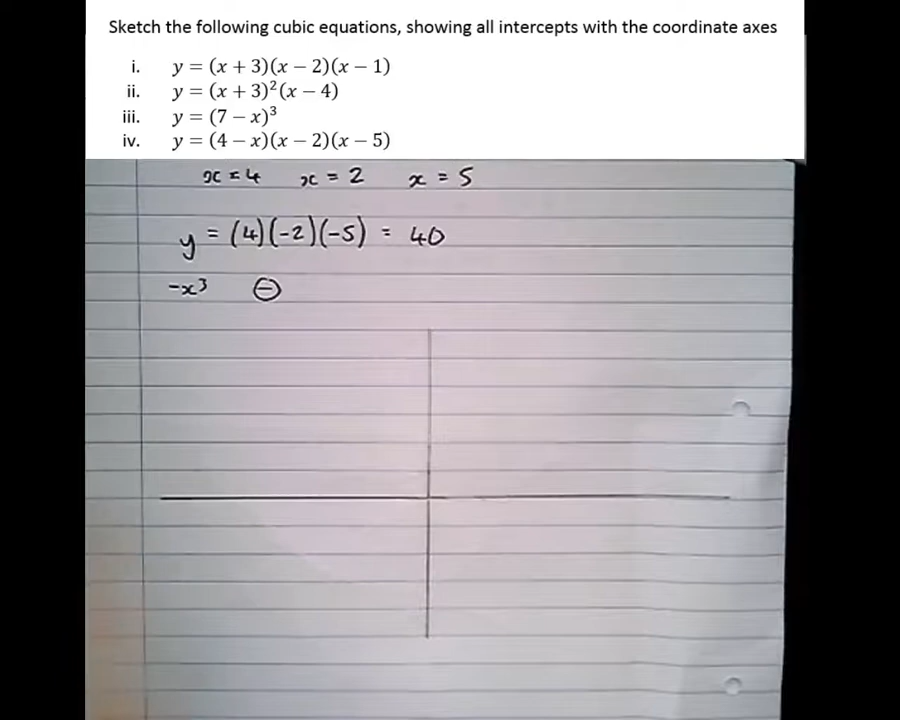 Sketch the following cubic equations, showing all intercepts with the coordinate axes
i. y = (x + 3)(x − 2)(x − 1)
ii. y = (x + 3)²(x − 4)
iii. y = (7 − x)³
iv. y = (4 − x)(x − 2)(x − 5)
x = 4 x = 2 x = 5
y = (4)(-2)(-5) = 40
-x³ ⊖